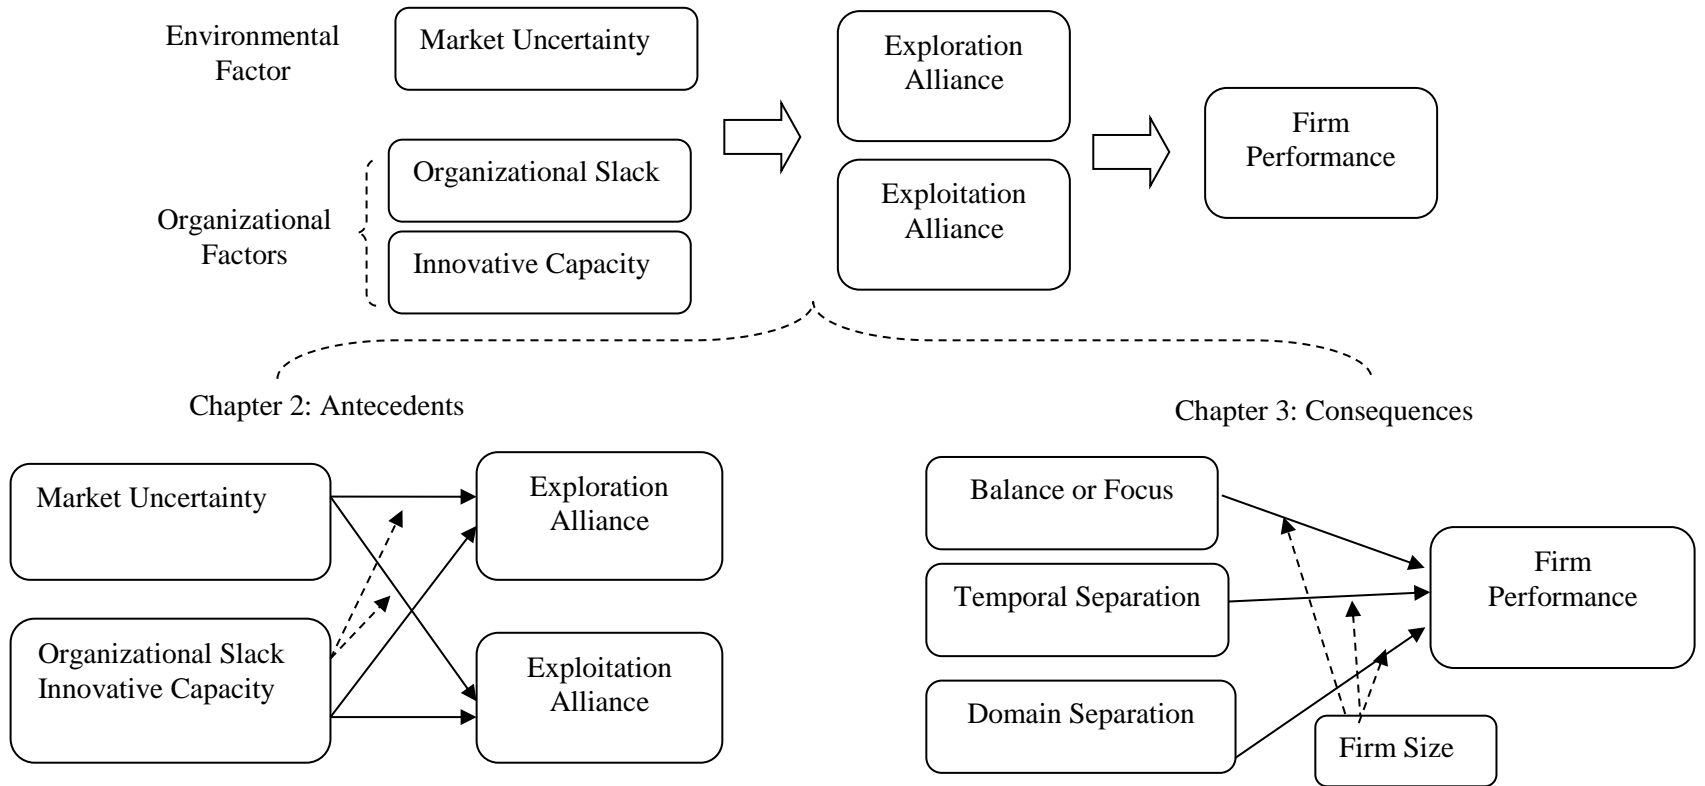 Environmental
Factor
Market Uncertainty
Organizational
Factors
Organizational Slack
Innovative Capacity
Exploration
Alliance
Exploitation
Alliance
Firm
Performance
Chapter 2: Antecedents
Market Uncertainty
Organizational Slack
Innovative Capacity
Exploration
Alliance
Exploitation
Alliance
Chapter 3: Consequences
Balance or Focus
Temporal Separation
Domain Separation
Firm Size
Firm
Performance